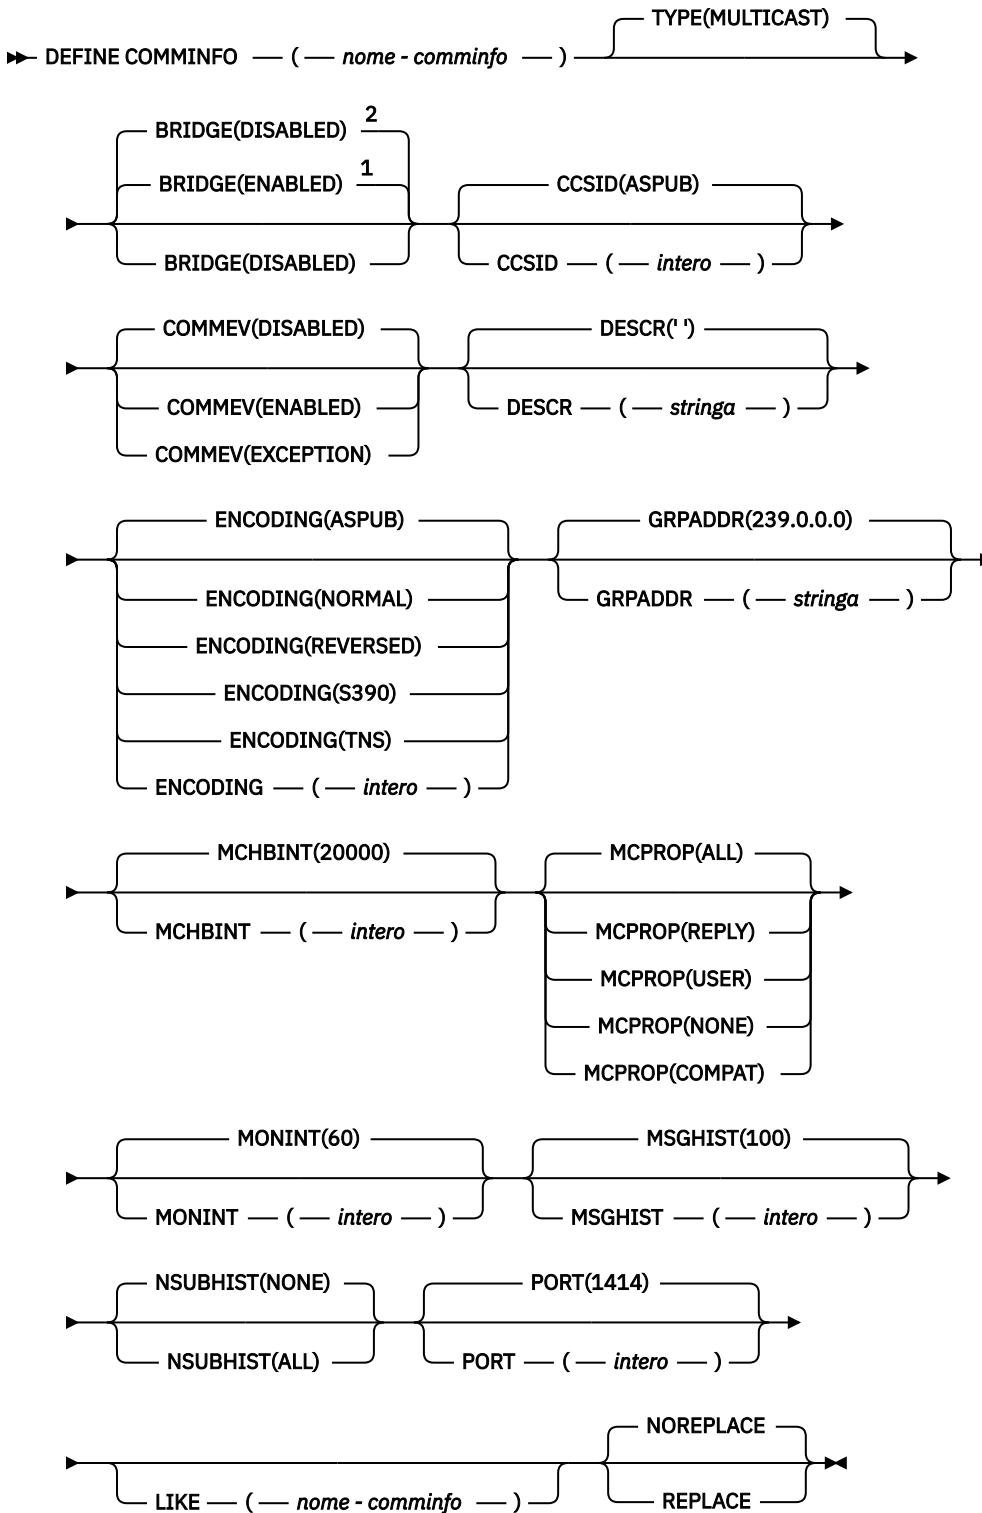 TYPE(MULTICAST)
DEFINE COMMINFO ( nome - comminfo )
BRIDGE(DISABLED) 2
BRIDGE(ENABLED) 1
CCSID(ASPUB)
BRIDGE(DISABLED)
CCSID ( intero )
COMMEV(DISABLED)
DESCR(' ')
COMMEV(ENABLED)
DESCR ( stringa )
COMMEV(EXCEPTION)
ENCODING(ASPUB)
GRPADDR(239.0.0.0)
ENCODING(NORMAL)
GRPADDR ( stringa )
ENCODING(REVERSED)
ENCODING(S390)
ENCODING(TNS)
ENCODING ( intero )
MCHBINT(20000)
MCPROP(ALL)
MCHBINT ( intero )
MCPROP(REPLY)
MCPROP(USER)
MCPROP(NONE)
MCPROP(COMPAT)
MONINT(60)
MSGHIST(100)
MONINT ( intero )
MSGHIST ( intero )
NSUBHIST(NONE)
PORT(1414)
NSUBHIST(ALL)
PORT ( intero )
NOREPLACE
LIKE ( nome - comminfo )
REPLACE